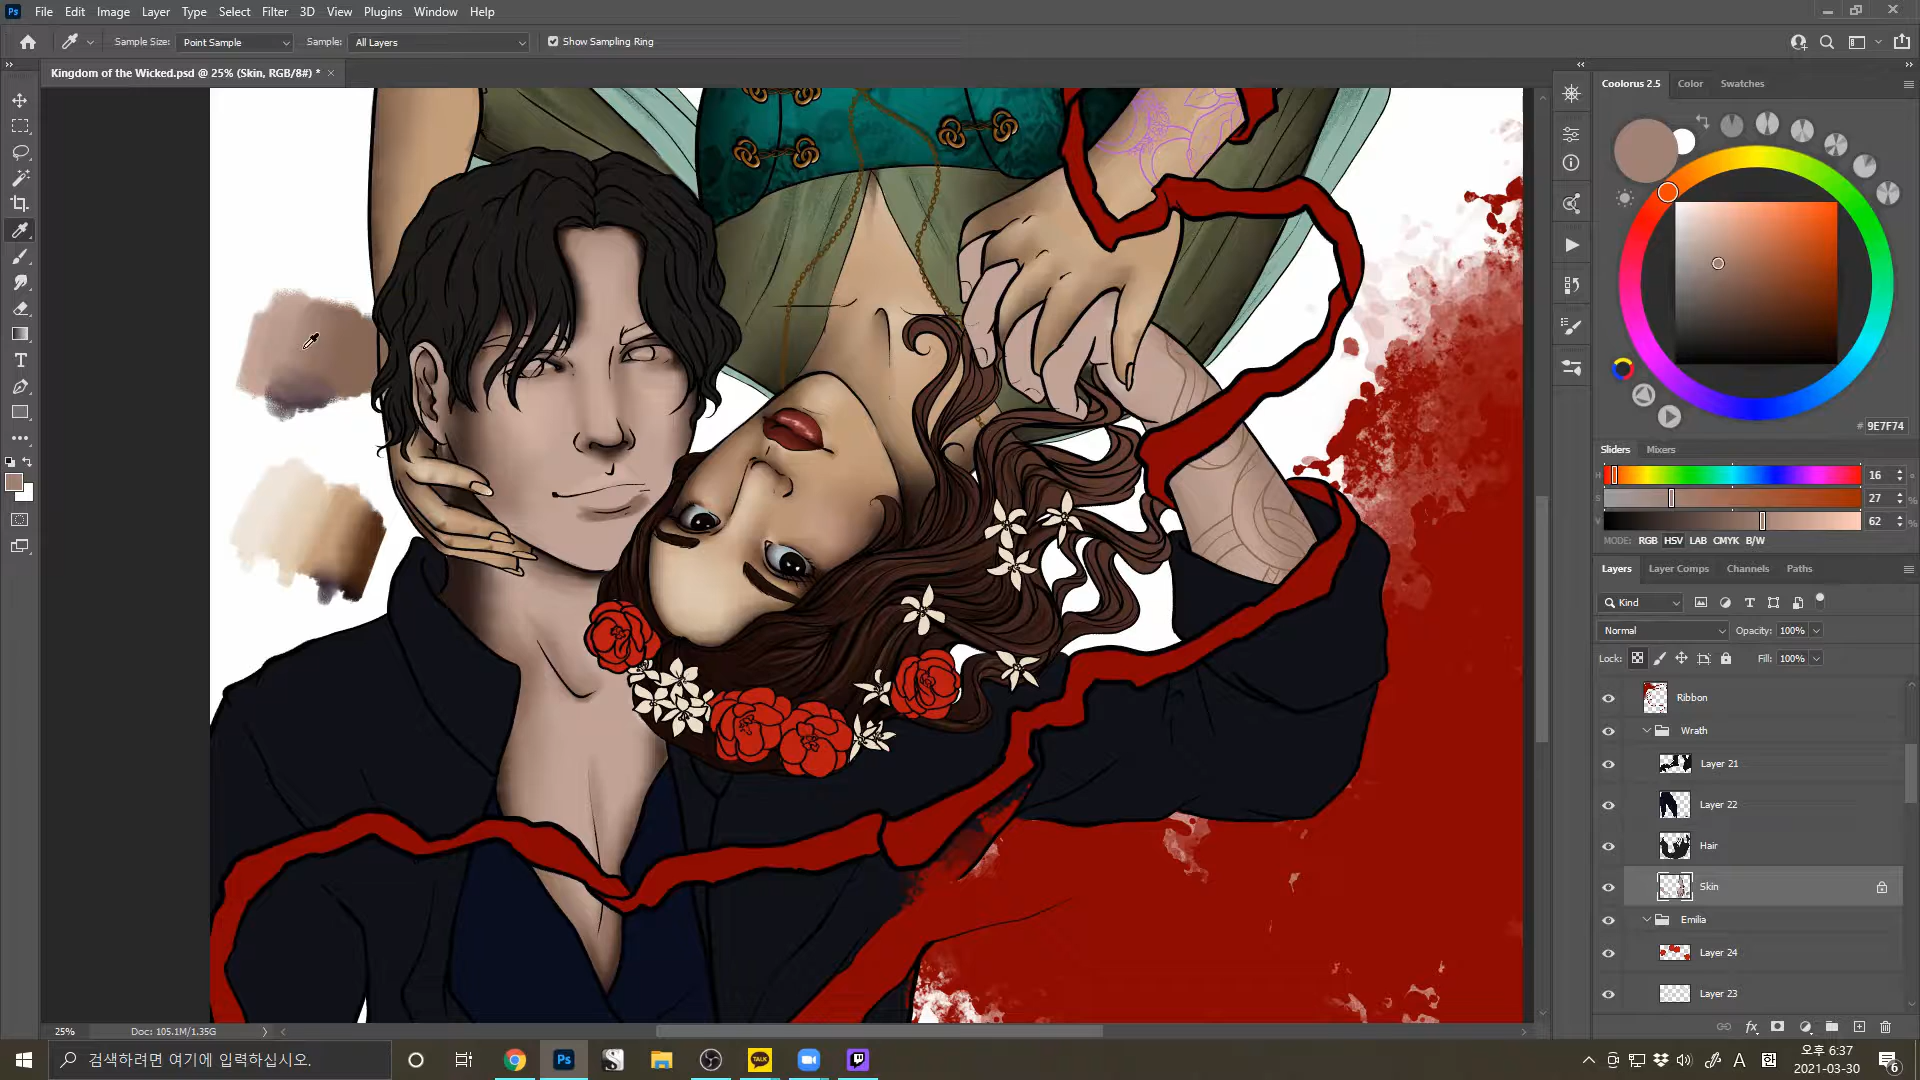 Ps File Edit Image Layer Type Select Filter 3D View Plugins Window Help
Sample Size: Point Sample Sample: All Layers Show Sampling Ring
Kingdom of the Wicked.psd @ 25% (Skin, RGB/8#) * ×
Coolorus 2.5 Color Swatches
# 9E7F74
Sliders Mixers
H 16 °
S 27 %
V 62 %
MODE: RGB HSV LAB CMYK B/W
Layers Layer Comps Channels Paths
Kind
Normal Opacity: 100%
Lock: Fill: 100%
Ribbon
Wrath
Layer 21
Layer 22
Hair
Skin
Emilia
Layer 24
Layer 23
25% Doc: 105.1M/1.35G
fx
검색하려면 여기에 입력하십시오.
Ps
TALK
A
오후 6:37
2021-03-30
6